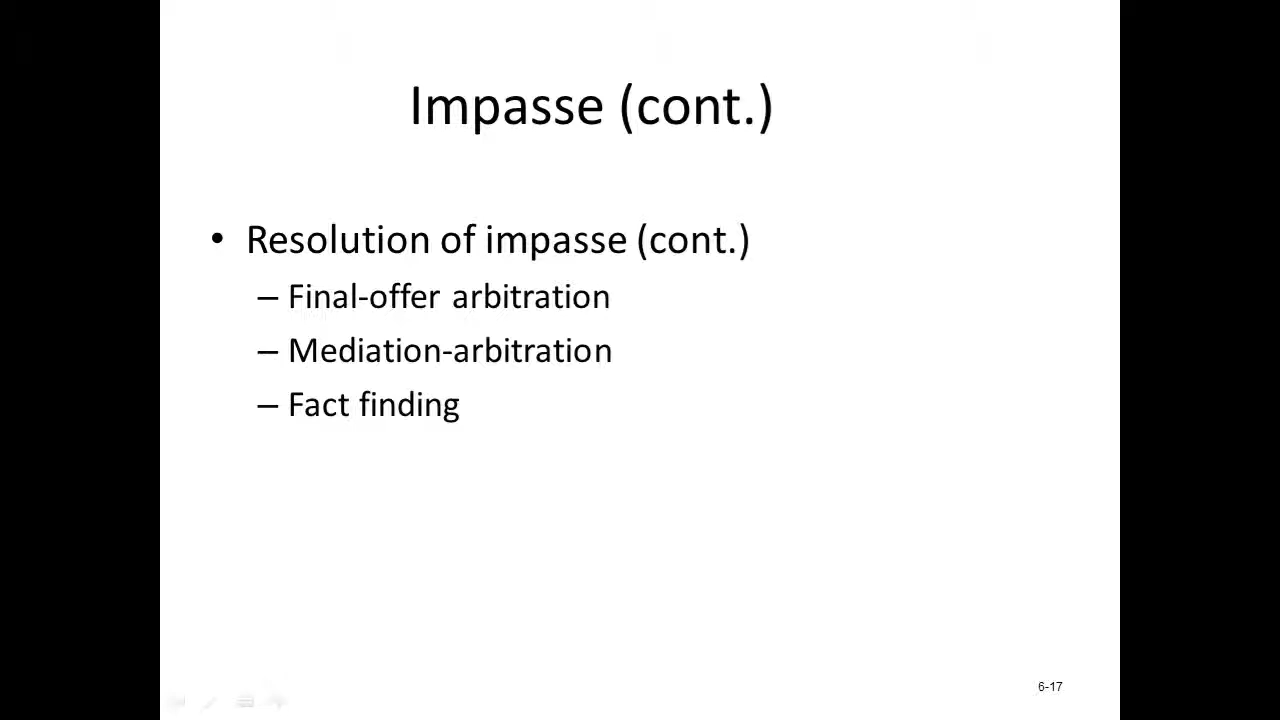 Impasse (cont.)
• Resolution of impasse (cont.)
– Final-offer arbitration
– Mediation-arbitration
– Fact finding
6-17